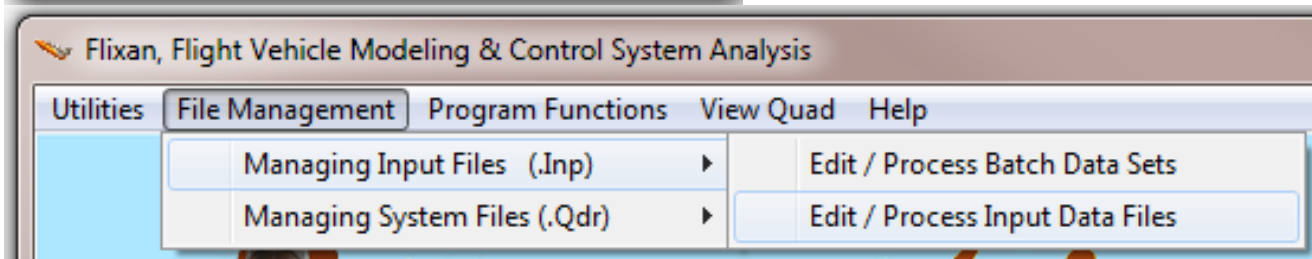 Flixan, Flight Vehicle Modeling & Control System Analysis
Utilities File Management Program Functions View Quad Help
Managing Input Files (.Inp) Edit / Process Batch Data Sets
Managing System Files (.Qdr) Edit / Process Input Data Files